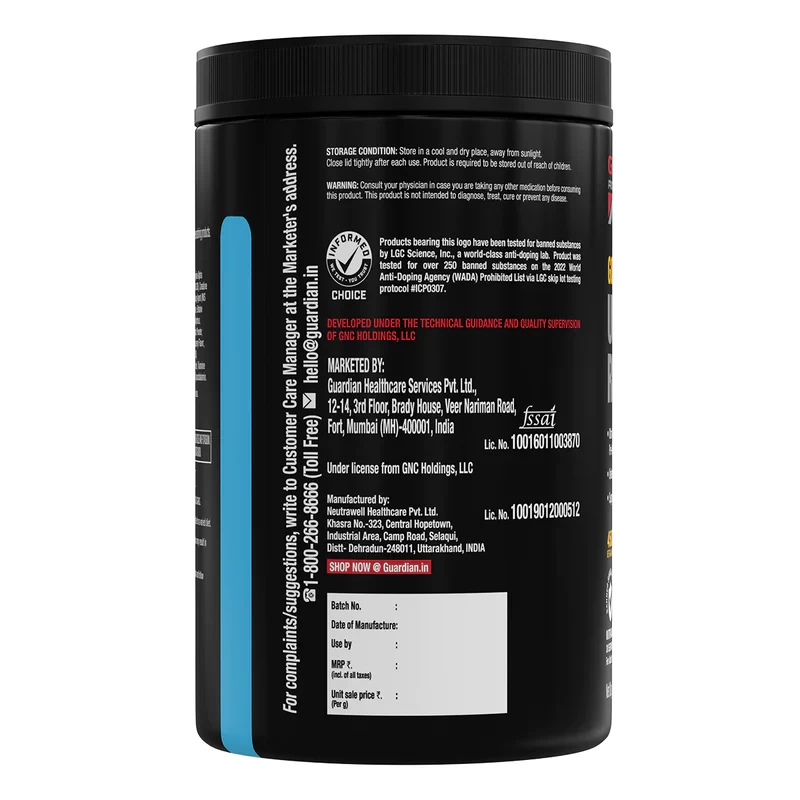 STORAGE CONDITION: Store in a cool and dry place, away from sunlight.
Close lid tightly after each use. Product is required to be stored out of reach of children.
WARNING: Consult your physician in case you are taking any other medication before consuming
this product. This product is not intended to diagnose, treat, cure or prevent any disease.
INFORMED
WE TEST • YOU TRUST
CHOICE
Products bearing this logo have been tested for banned substances
by LGC Science, Inc., a world-class anti-doping lab. Product was
tested for over 250 banned substances on the 2022 World
Anti-Doping Agency (WADA) Prohibited List via LGC skip lot testing
protocol #ICP0307.
DEVELOPED UNDER THE TECHNICAL GUIDANCE AND QUALITY SUPERVISION
OF GNC HOLDINGS, LLC
MARKETED BY:
Guardian Healthcare Services Pvt. Ltd.,
12-14, 3rd Floor, Brady House, Veer Nariman Road,
Fort, Mumbai (MH)-400001, India
fssai
Lic. No. 10016011003870
Under license from GNC Holdings, LLC
Manufactured by:
Neutrawell Healthcare Pvt. Ltd.
Khasra No.-323, Central Hopetown,
Industrial Area, Camp Road, Selaqui,
Distt- Dehradun-248011, Uttarakhand, INDIA
Lic. No. 10019012000512
SHOP NOW @ Guardian.in
Batch No. :
Date of Manufacture:
Use by :
MRP ₹. :
(incl. of all taxes)
Unit sale price ₹. :
(Per g)
For complaints/suggestions, write to Customer Care Manager at the Marketer's address.
1-800-266-8666 (Toll Free) hello@guardian.in